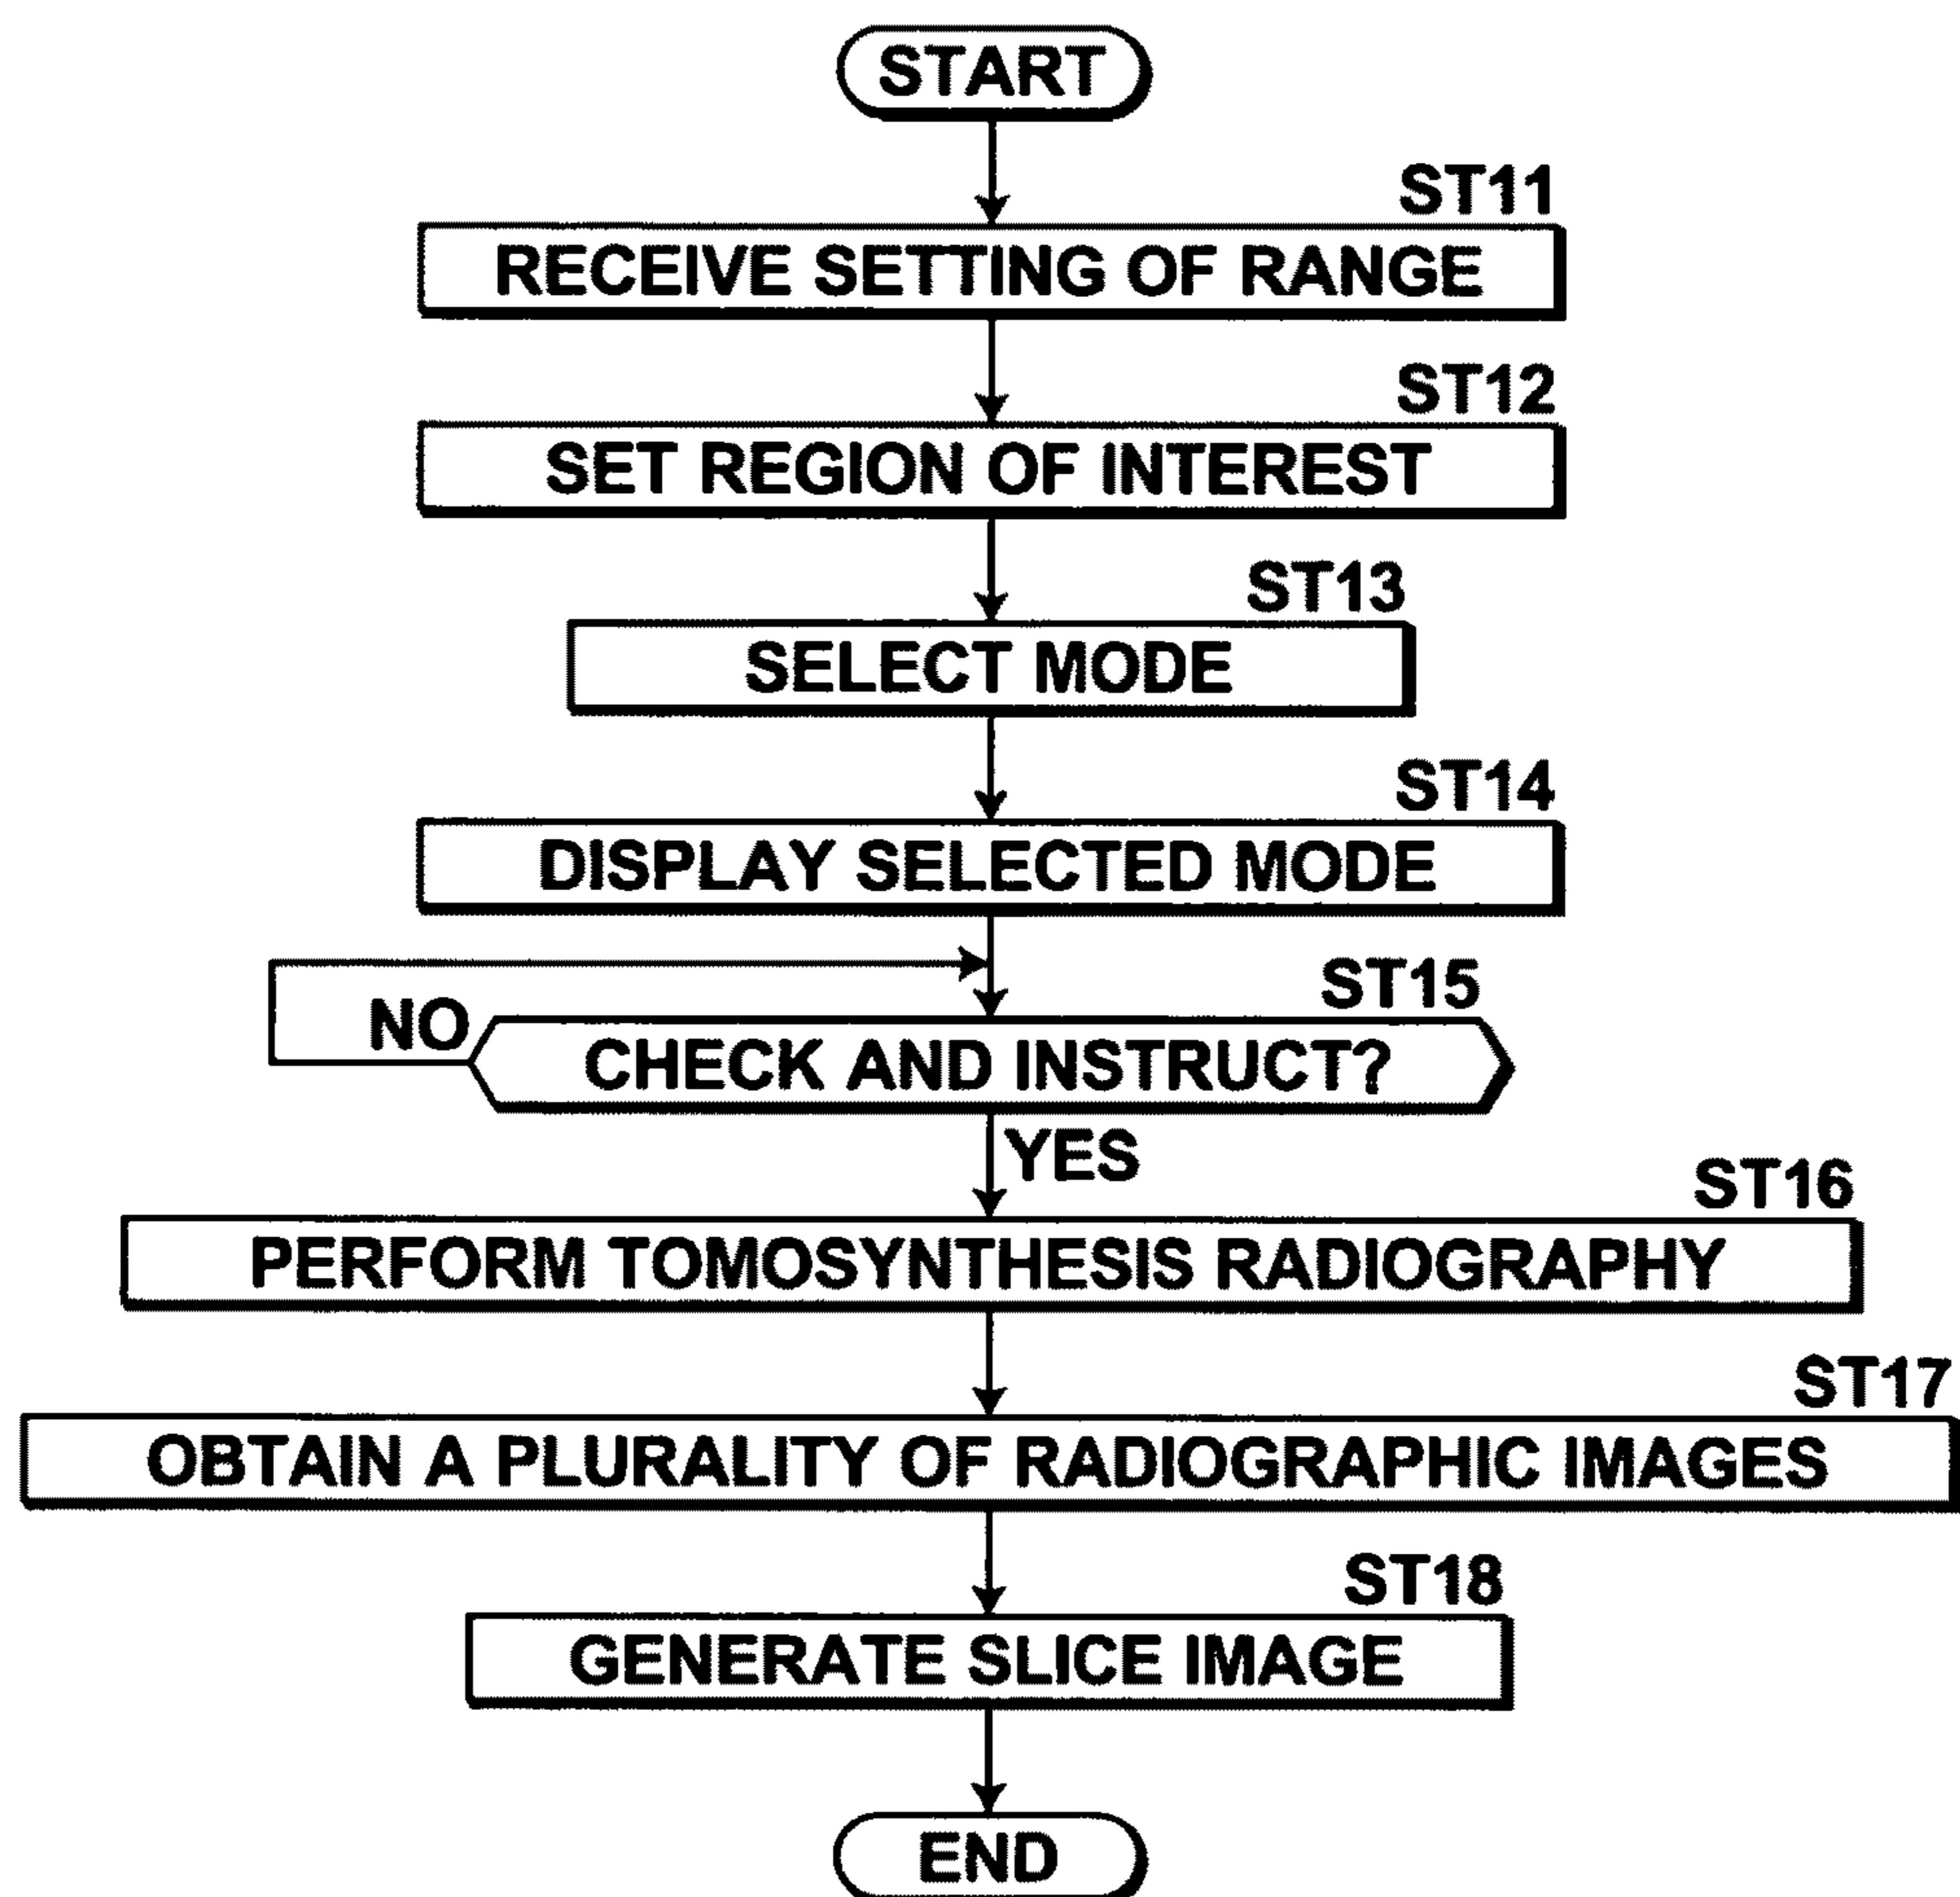 START
ST11
RECEIVE SETTING OF RANGE
ST12
SET REGION OF INTEREST
ST13
SELECT MODE
ST14
DISPLAY SELECTED MODE
ST15
NO
CHECK AND INSTRUCT?
YES
ST16
PERFORM TOMOSYNTHESIS RADIOGRAPHY
ST17
OBTAIN A PLURALITY OF RADIOGRAPHIC IMAGES
ST18
GENERATE SLICE IMAGE
END